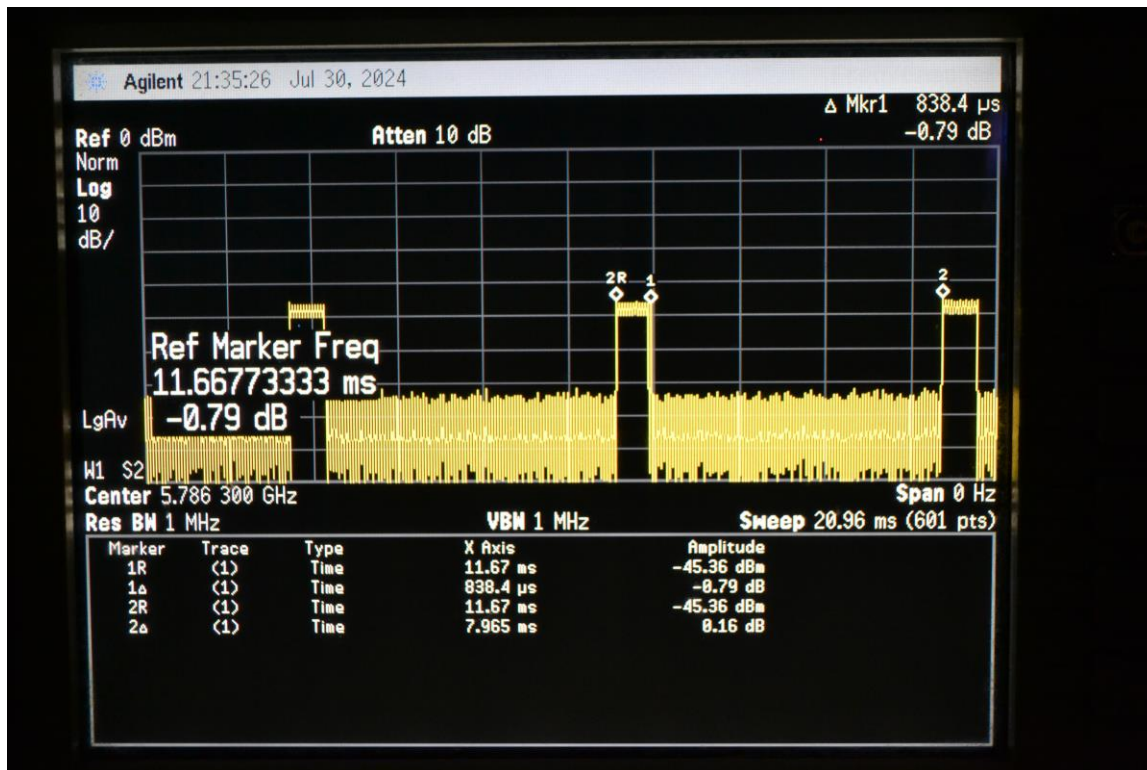 Agilent 21:35:26 Jul 30, 2024
Δ Mkr1 838.4 µs
Ref 0 dBm Atten 10 dB -0.79 dB
Norm
Log
10
dB/
2R 1 2
Ref Marker Freq
11.66773333 ms
-0.79 dB
LgAv
W1 S2
Center 5.786 300 GHz Span 0 Hz
Res BW 1 MHz VBW 1 MHz Sweep 20.96 ms (601 pts)
Marker Trace Type X Axis Amplitude
1R (1) Time 11.67 ms -45.36 dBm
1Δ (1) Time 838.4 µs -0.79 dB
2R (1) Time 11.67 ms -45.36 dBm
2Δ (1) Time 7.965 ms 0.16 dB